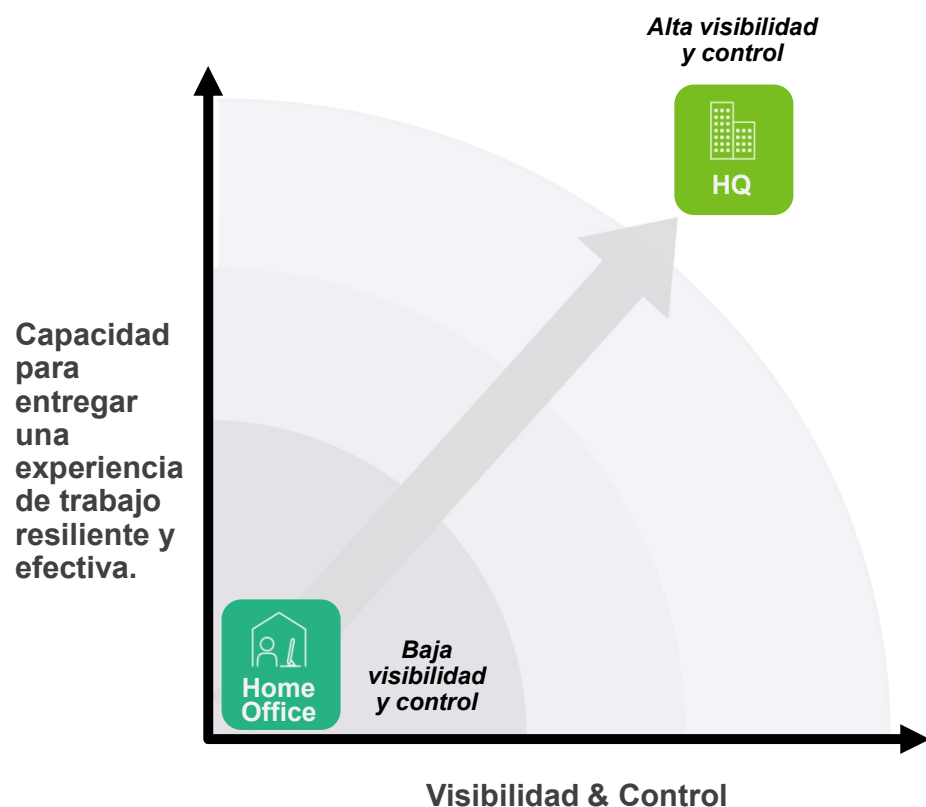 Alta visibilidad
y control
HQ
Capacidad
para
entregar
una
experiencia
de trabajo
resiliente y
efectiva.
Home
Office
Baja
visibilidad
y control
Visibilidad & Control